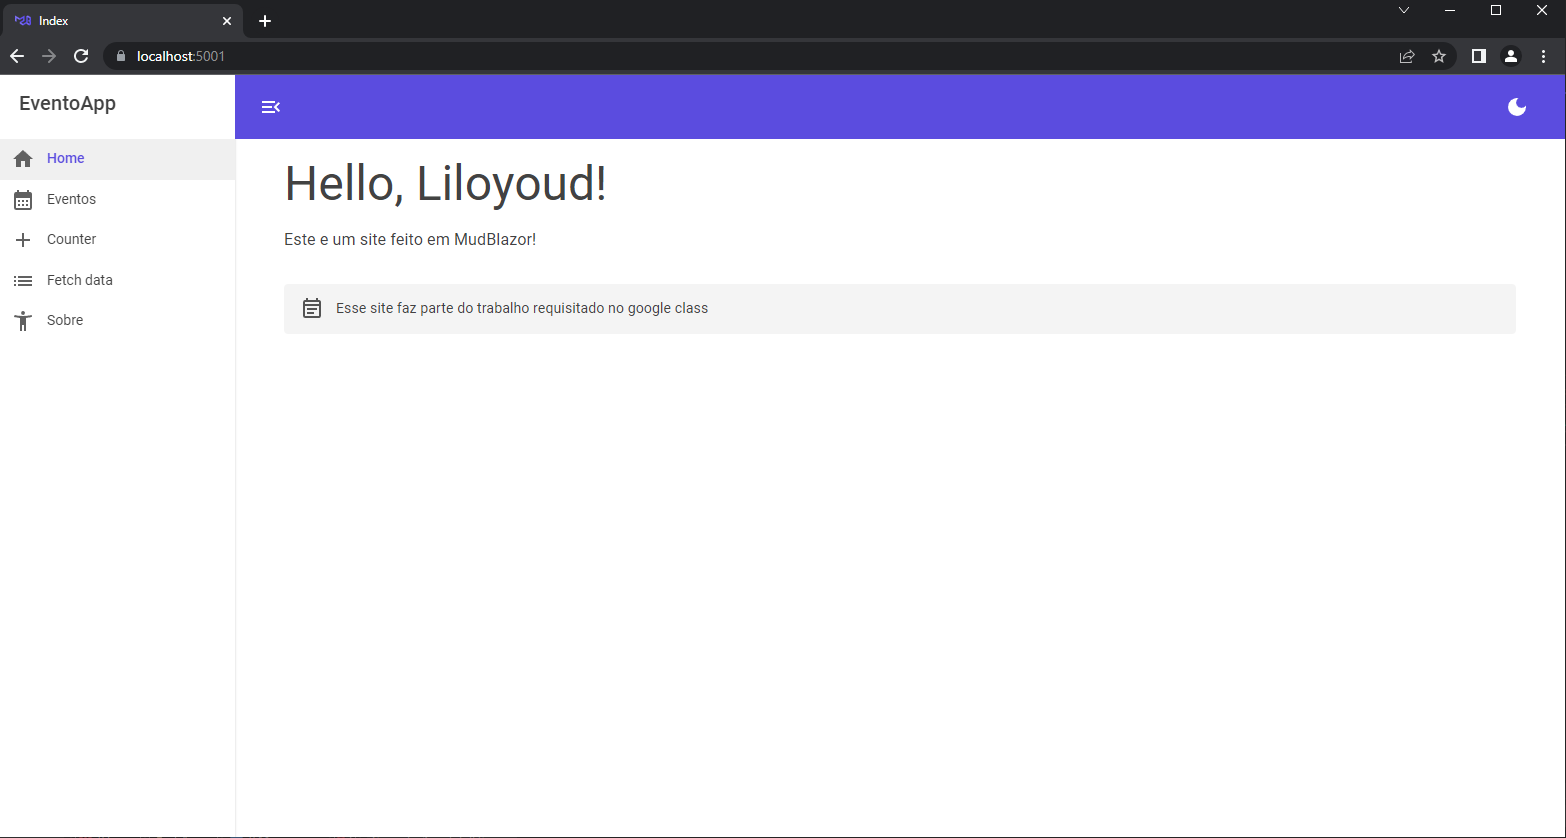 Index
localhost:5001
EventoApp
Home
Eventos
Counter
Fetch data
Sobre
Hello, Liloyoud!
Este e um site feito em MudBlazor!
Esse site faz parte do trabalho requisitado no google class